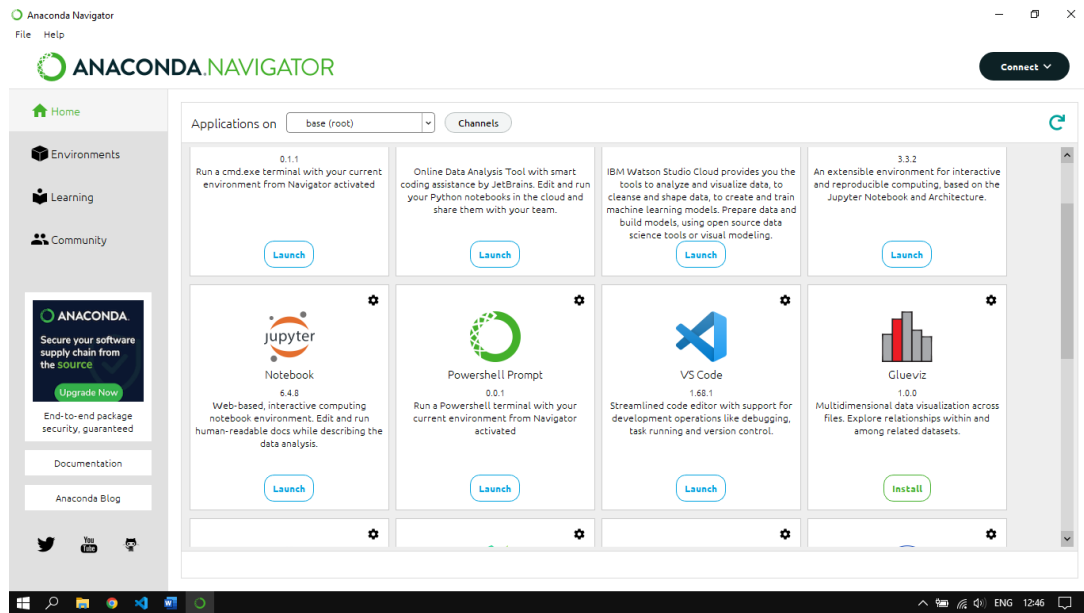 Anaconda Navigator
File Help
ANACONDA.NAVIGATOR
Connect
Home
Environments
Learning
Community
ANACONDA.
Secure your software
supply chain from
the source
Upgrade Now
End-to-end package
security, guaranteed
Documentation
Anaconda Blog
You
Tube
Applications on base (root) Channels
0.1.1
Run a cmd.exe terminal with your current
environment from Navigator activated
Launch
Online Data Analysis Tool with smart
coding assistance by JetBrains. Edit and run
your Python notebooks in the cloud and
share them with your team.
Launch
IBM Watson Studio Cloud provides you the
tools to analyze and visualize data, to
cleanse and shape data, to create and train
machine learning models. Prepare data and
build models, using open source data
science tools or visual modeling.
Launch
3.3.2
An extensible environment for interactive
and reproducible computing, based on the
Jupyter Notebook and Architecture.
Launch
jupyter
Notebook
6.4.8
Web-based, interactive computing
notebook environment. Edit and run
human-readable docs while describing the
data analysis.
Launch
Powershell Prompt
0.0.1
Run a Powershell terminal with your
current environment from Navigator
activated
Launch
VS Code
1.68.1
Streamlined code editor with support for
development operations like debugging,
task running and version control.
Launch
Glueviz
1.0.0
Multidimensional data visualization across
files. Explore relationships within and
among related datasets.
Install
ENG 12:46